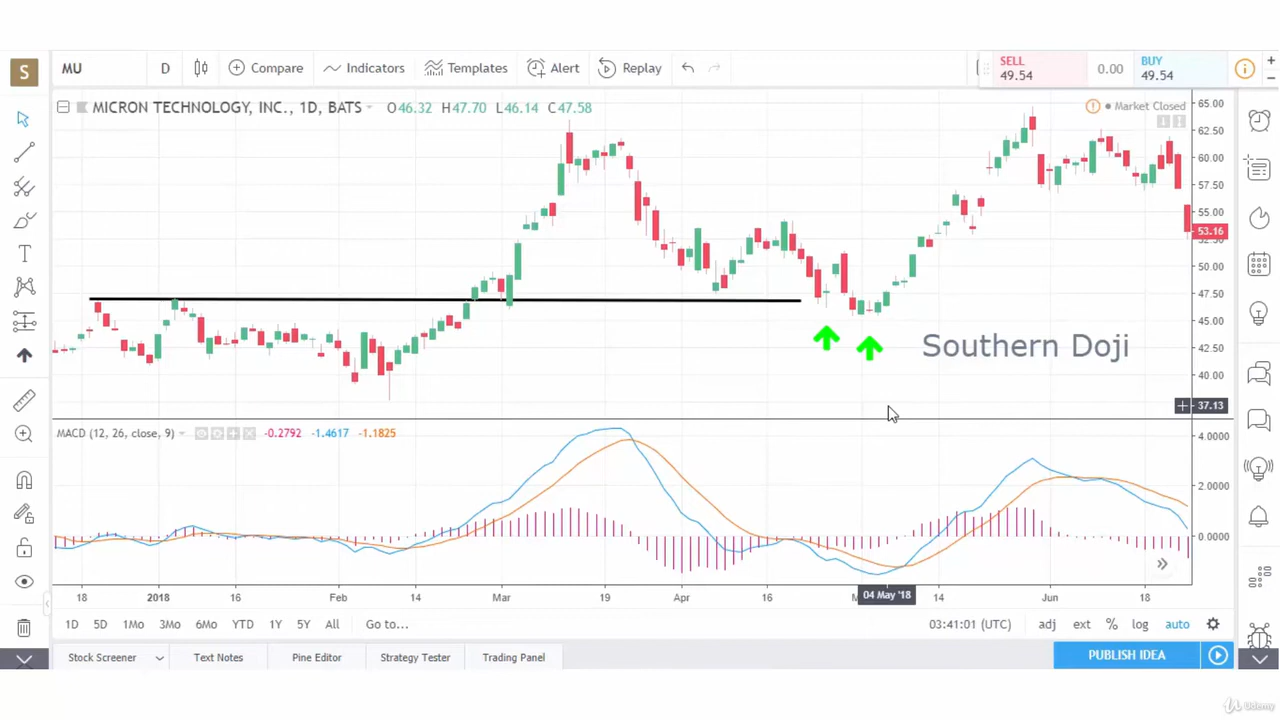 S
MU D Compare Indicators Templates Alert Replay
SELL 49.54 0.00 BUY 49.54
MICRON TECHNOLOGY, INC., 1D, BATS O46.32 H47.70 L46.14 C47.58
Market Closed
65.00
62.50
60.00
57.50
55.00
53.16
52.50
50.00
47.50
45.00
42.50
40.00
37.13
Southern Doji
MACD (12, 26, close, 9) -0.2792 -1.4617 -1.1825
4.0000
2.0000
0.0000
18 2018 16 Feb 14 Mar 19 Apr 16 04 May '18 14 Jun 18
1D 5D 1Mo 3Mo 6Mo YTD 1Y 5Y All Go to... 03:41:01 (UTC) adj ext % log auto
Stock Screener Text Notes Pine Editor Strategy Tester Trading Panel PUBLISH IDEA
Udemy